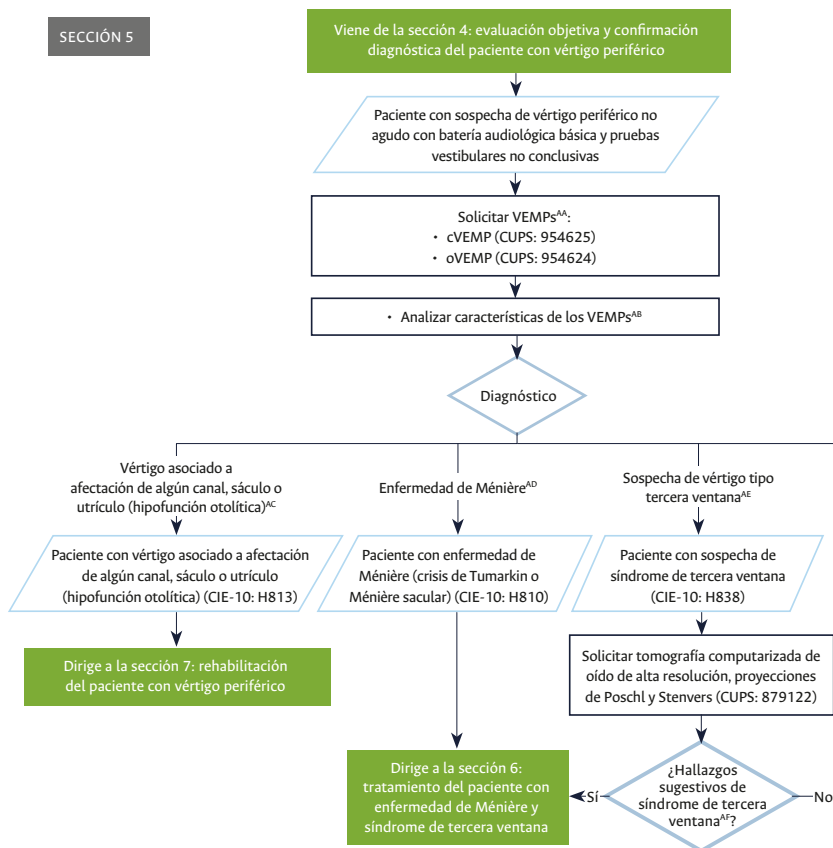 SECCIÓN 5
Viene de la sección 4: evaluación objetiva y confirmación
diagnóstica del paciente con vértigo periférico
Paciente con sospecha de vértigo periférico no
agudo con batería audiológica básica y pruebas
vestibulares no conclusivas
Solicitar VEMPsAA:
• cVEMP (CUPS: 954625)
• oVEMP (CUPS: 954624)
• Analizar características de los VEMPsAB
Diagnóstico
Vértigo asociado a
afectación de algún canal, sáculo o
utrículo (hipofunción otolítica)AC
Enfermedad de MénièreAD
Sospecha de vértigo tipo
tercera ventanaAE
Paciente con vértigo asociado a afectación
de algún canal, sáculo o utrículo
(hipofunción otolítica) (CIE-10: H813)
Paciente con enfermedad de
Ménière (crisis de Tumarkin o
Ménière sacular) (CIE-10: H810)
Paciente con sospecha de
síndrome de tercera ventana
(CIE-10: H838)
Dirige a la sección 7: rehabilitación
del paciente con vértigo periférico
Solicitar tomografía computarizada de
oído de alta resolución, proyecciones
de Poschl y Stenvers (CUPS: 879122)
Dirige a la sección 6:
tratamiento del paciente con
enfermedad de Ménière y
síndrome de tercera ventana
Sí
¿Hallazgos
sugestivos de
síndrome de tercera
ventanaAF?
No